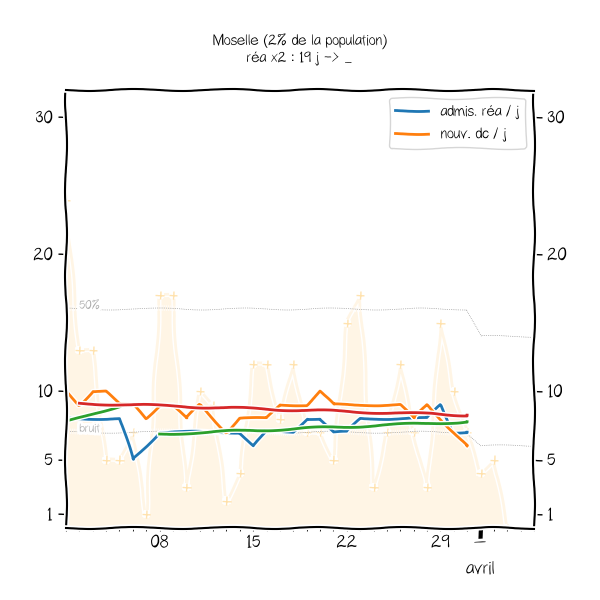 Moselle (2% de la population)
réa x2 : 19 j -> _
admis. réa / j
nouv. dc / j
30
30
20
20
50%
10
10
bruit
5
5
1
1
08
15
22
29
1
avril